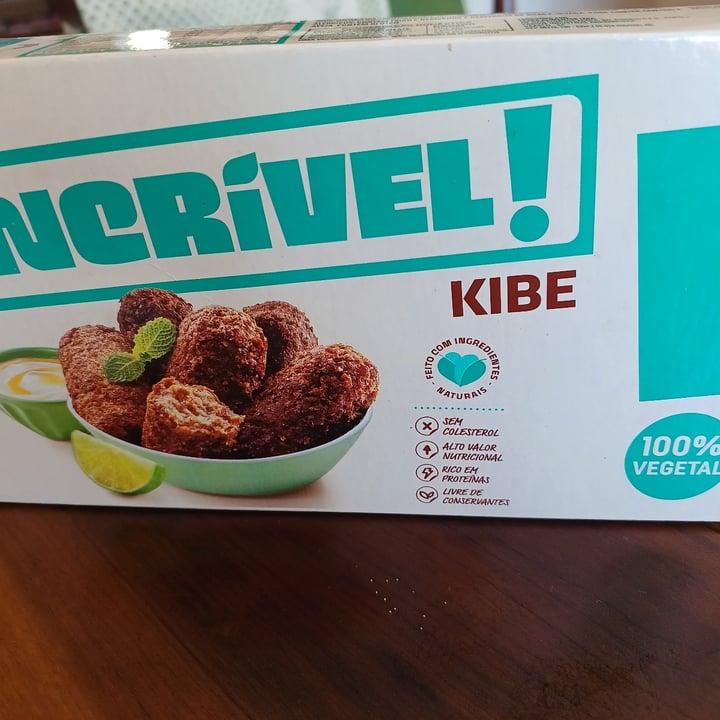 NCRÍVEL!
KIBE
FEITO COM INGREDIENTES
NATURAIS
SEM
COLESTEROL
ALTO VALOR
NUTRICIONAL
RICO EM
PROTEÍNAS
LIVRE DE
CONSERVANTES
100%
VEGETAL